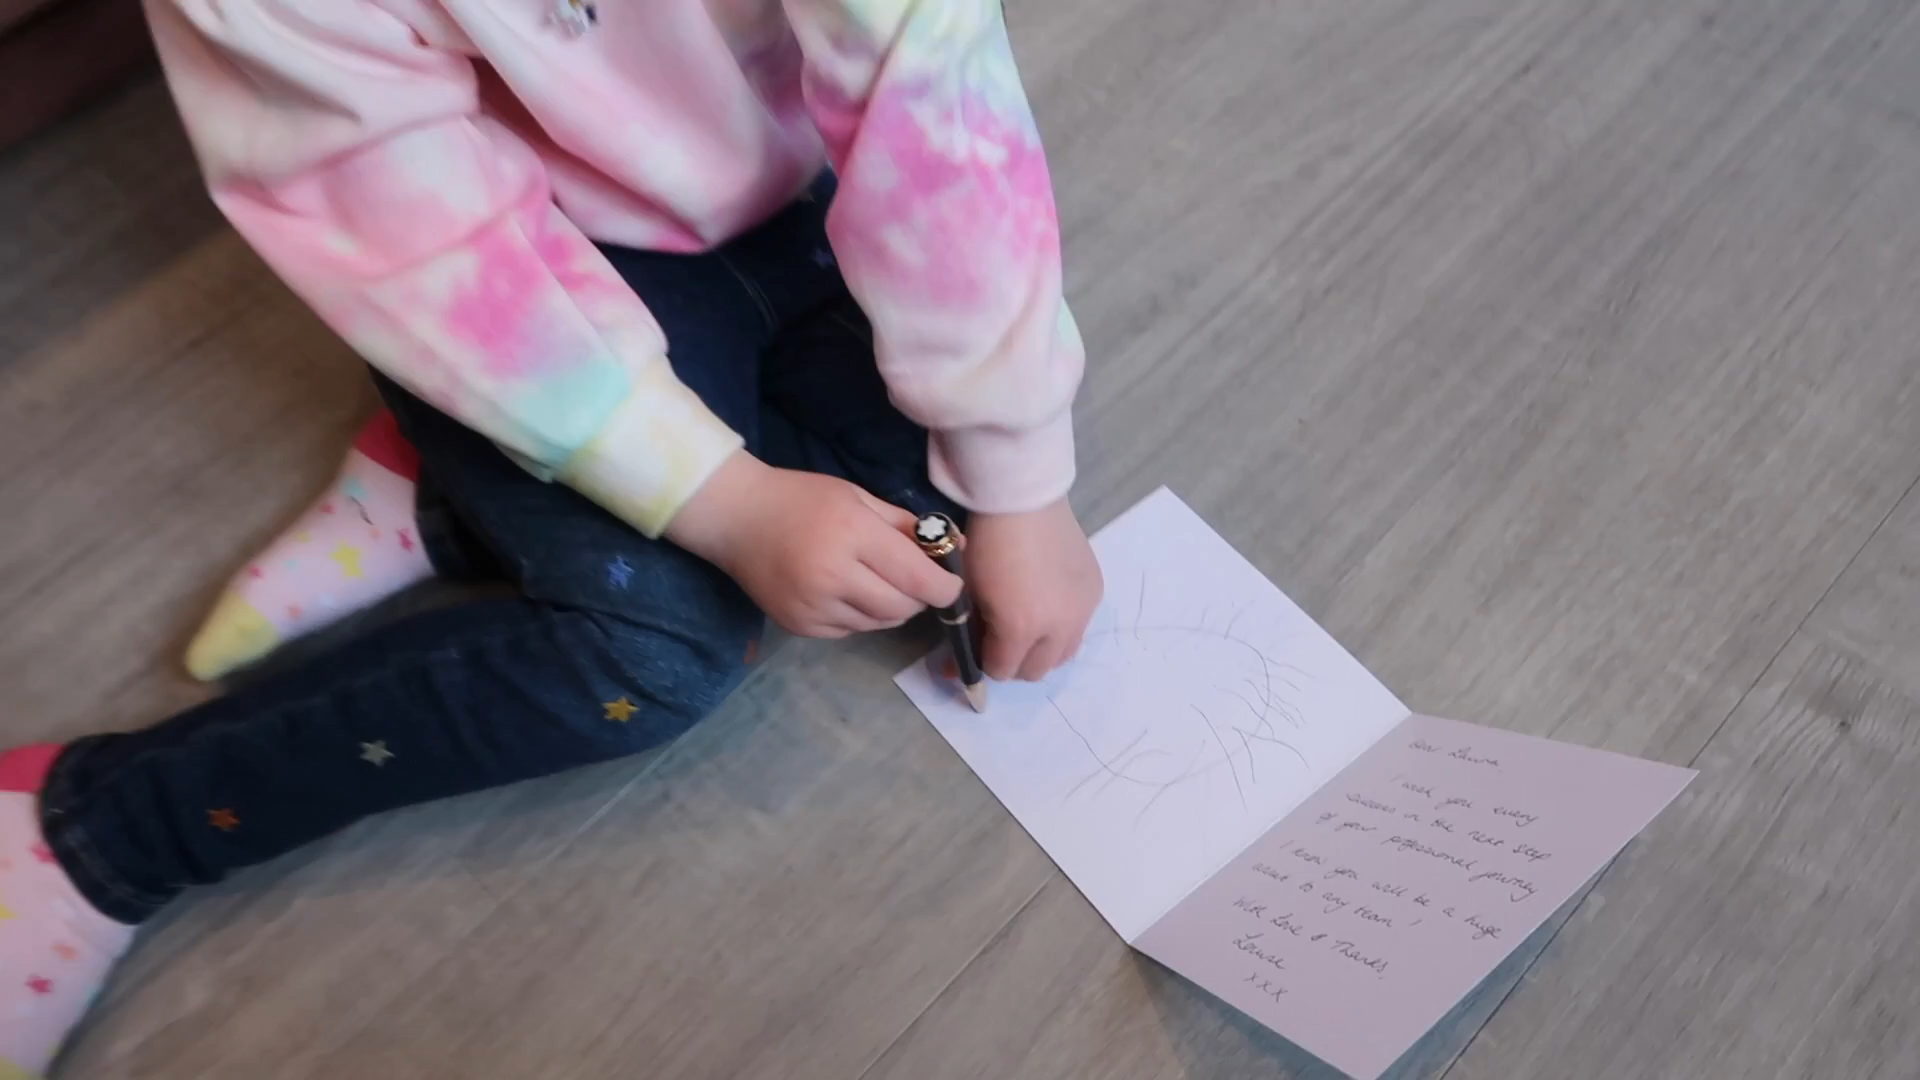 Dear Laura,
I wish you every
success in the next step
of your professional journey
I know you will be a huge
asset to any team!
With Love & Thanks,
Louise
xxx